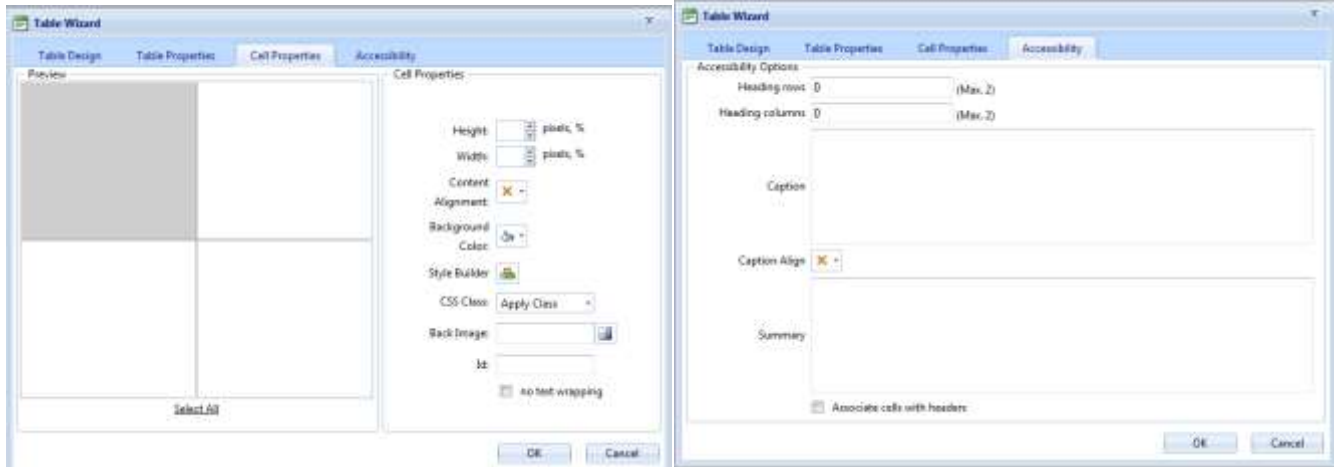 Table Wizard
Table Design Table Properties Cell Properties Accessibility
Preview
Select All
Cell Properties
Height: pixels, %
Width: pixels, %
Content
Alignment:
Background
Color:
Style Builder
CSS Class: Apply Class
Back Image:
Id:
no text wrapping
OK Cancel
Table Wizard
Table Design Table Properties Cell Properties Accessibility
Accessibility Options
Heading rows 0 (Max. 2)
Heading columns 0 (Max. 2)
Caption
Caption Align
Summary
Associate cells with headers
OK Cancel